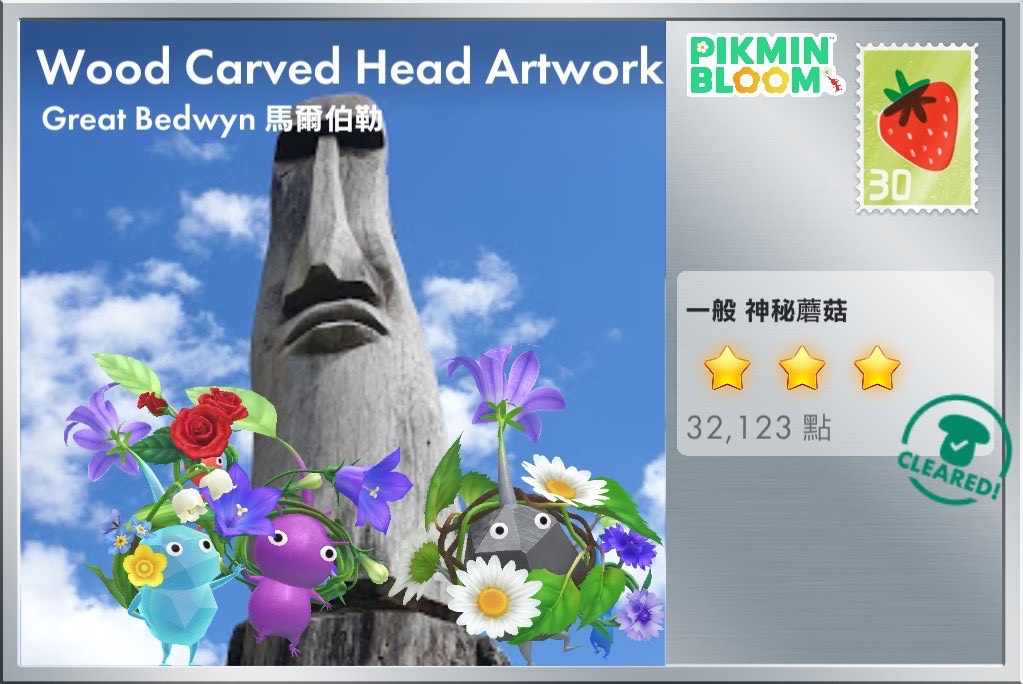 Wood Carved Head Artwork
Great Bedwyn 馬爾伯勒
PIKMIN
BLOOM
30
一般 神秘蘑菇
32,123 點
CLEARED!